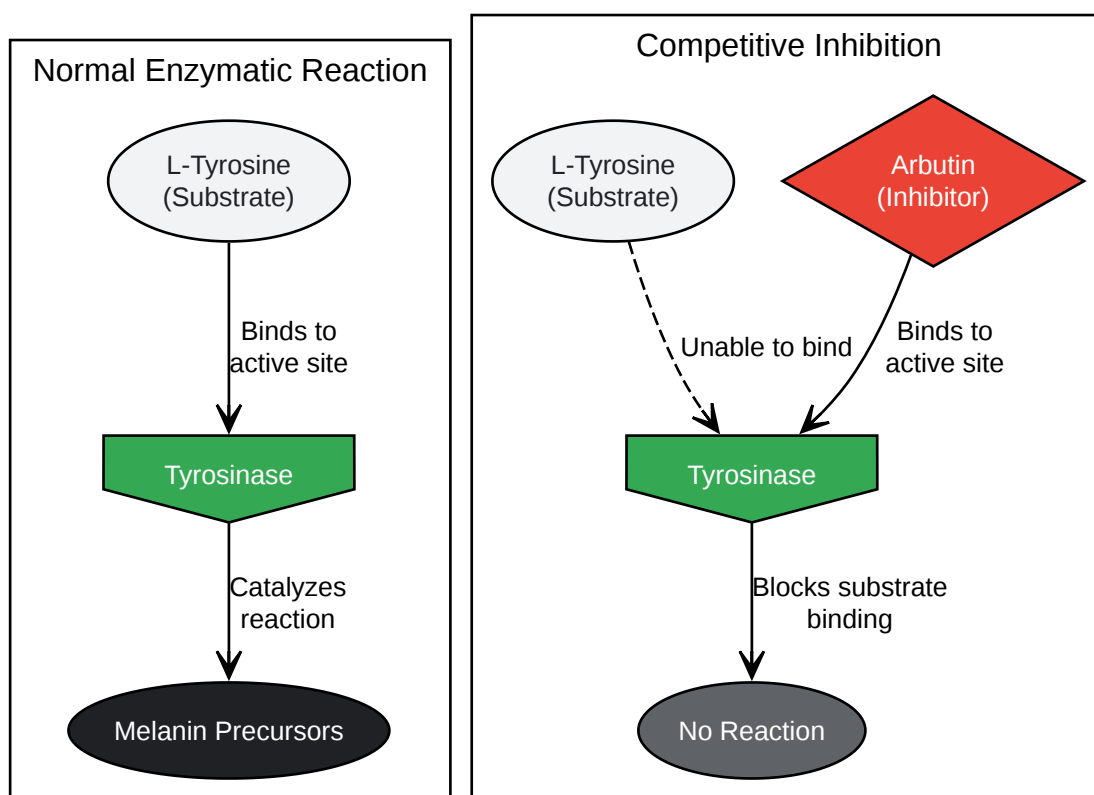 Normal Enzymatic Reaction
L-Tyrosine
(Substrate)
Binds to
active site
Tyrosinase
Catalyzes
reaction
Melanin Precursors
Competitive Inhibition
L-Tyrosine
(Substrate)
Arbutin
(Inhibitor)
Unable to bind
Binds to
active site
Tyrosinase
Blocks substrate
binding
No Reaction